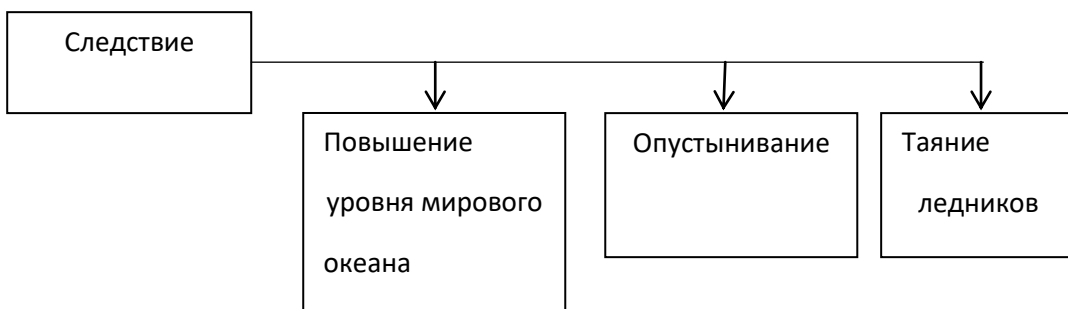 Следствие
Повышение
уровня мирового
океана
Опустынивание
Таяние
ледников